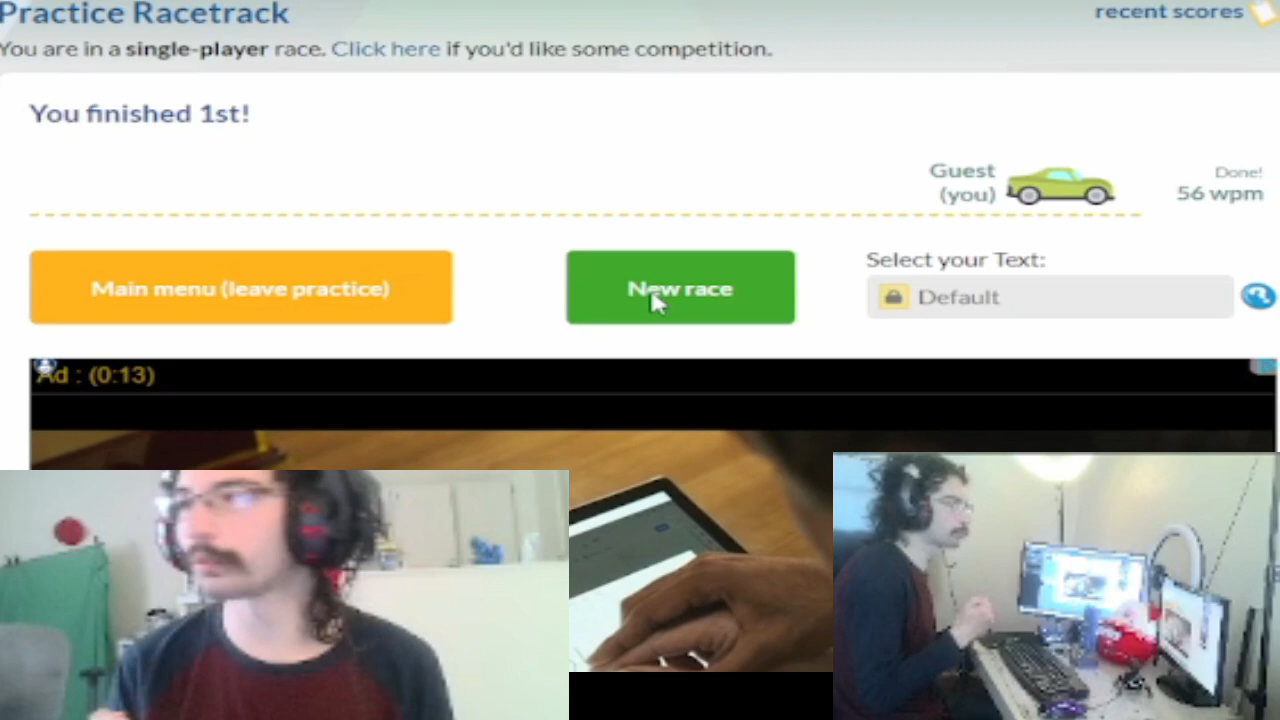 Practice Racetrack
recent scores
You are in a single-player race. Click here if you'd like some competition.
You finished 1st!
Guest
(you)
Done!
56 wpm
Main menu (leave practice)
New race
Select your Text:
Default
Ad : (0:13)